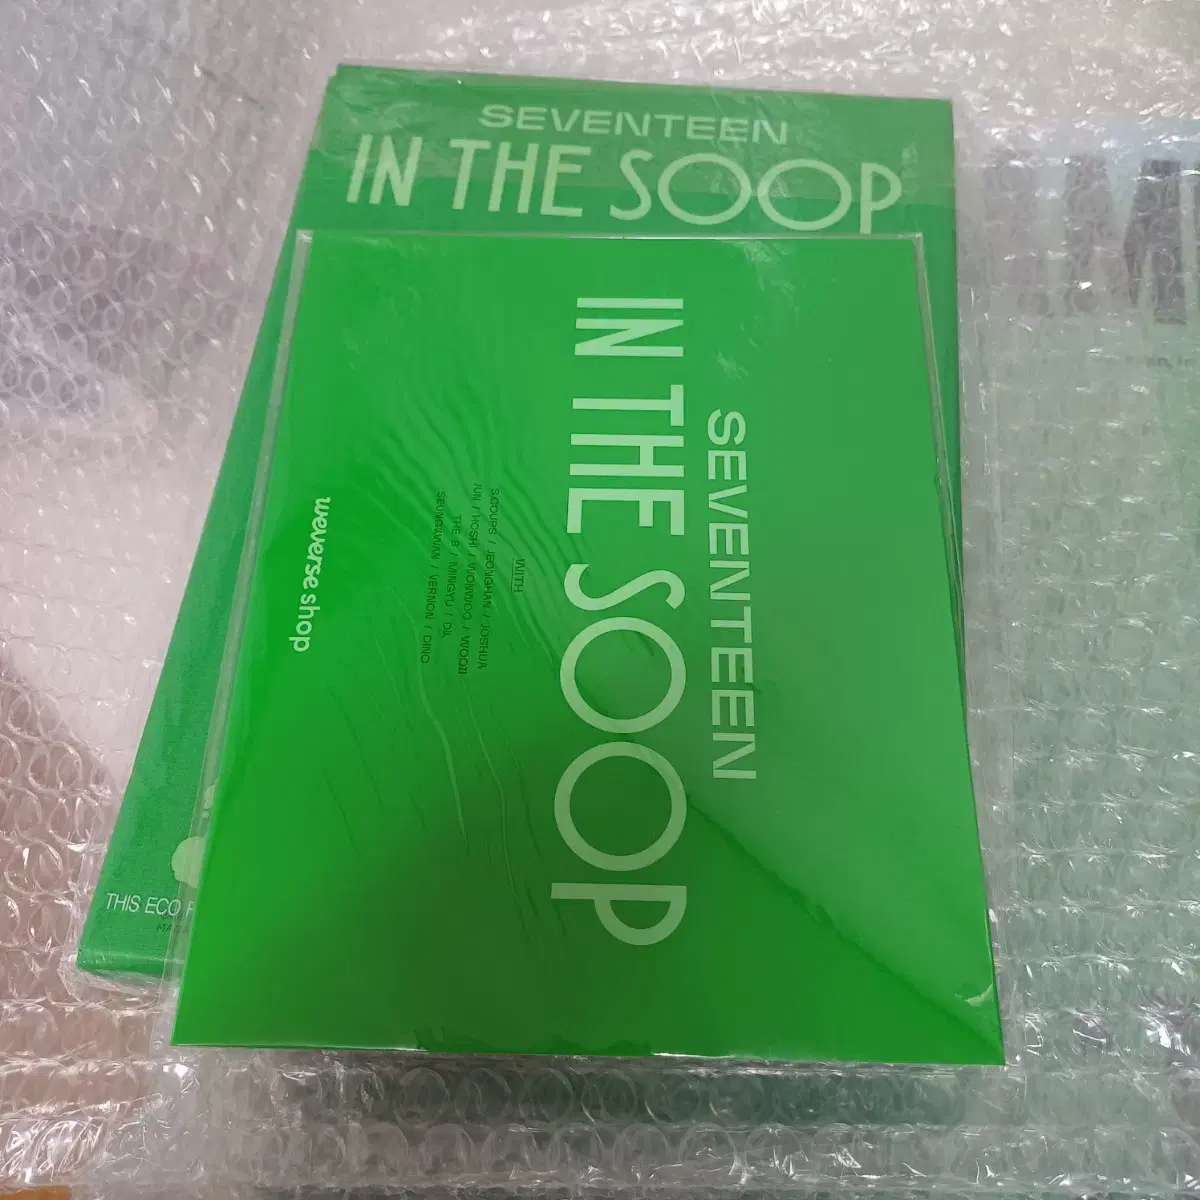 SEVENTEEN
IN THE SOOP
SEVENTEEN
IN THE SOOP
WITH
S.COUPS / JEONGHAN / JOSHUA
JUN / HOSHI / WONWOO / WOOZI
THE 8 / MINGYU / DK
SEUNGKWAN / VERNON / DINO
weverse shop
THIS ECO